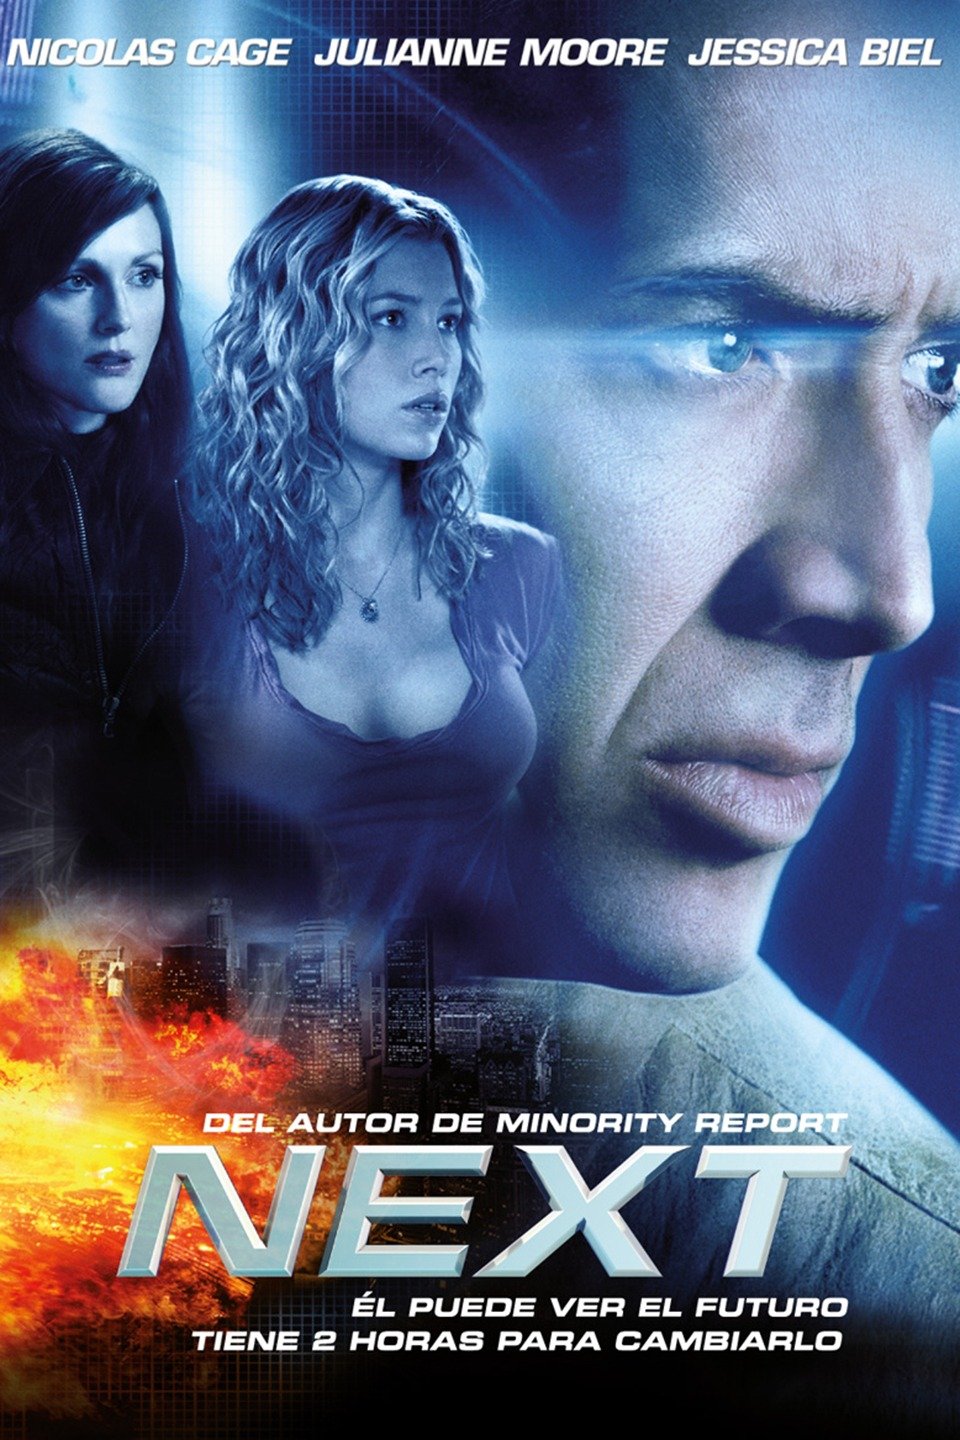 NICOLAS CAGE JULIANNE MOORE JESSICA BIEL
DEL AUTOR DE MINORITY REPORT
NEXT
ÉL PUEDE VER EL FUTURO
TIENE 2 HORAS PARA CAMBIARLO